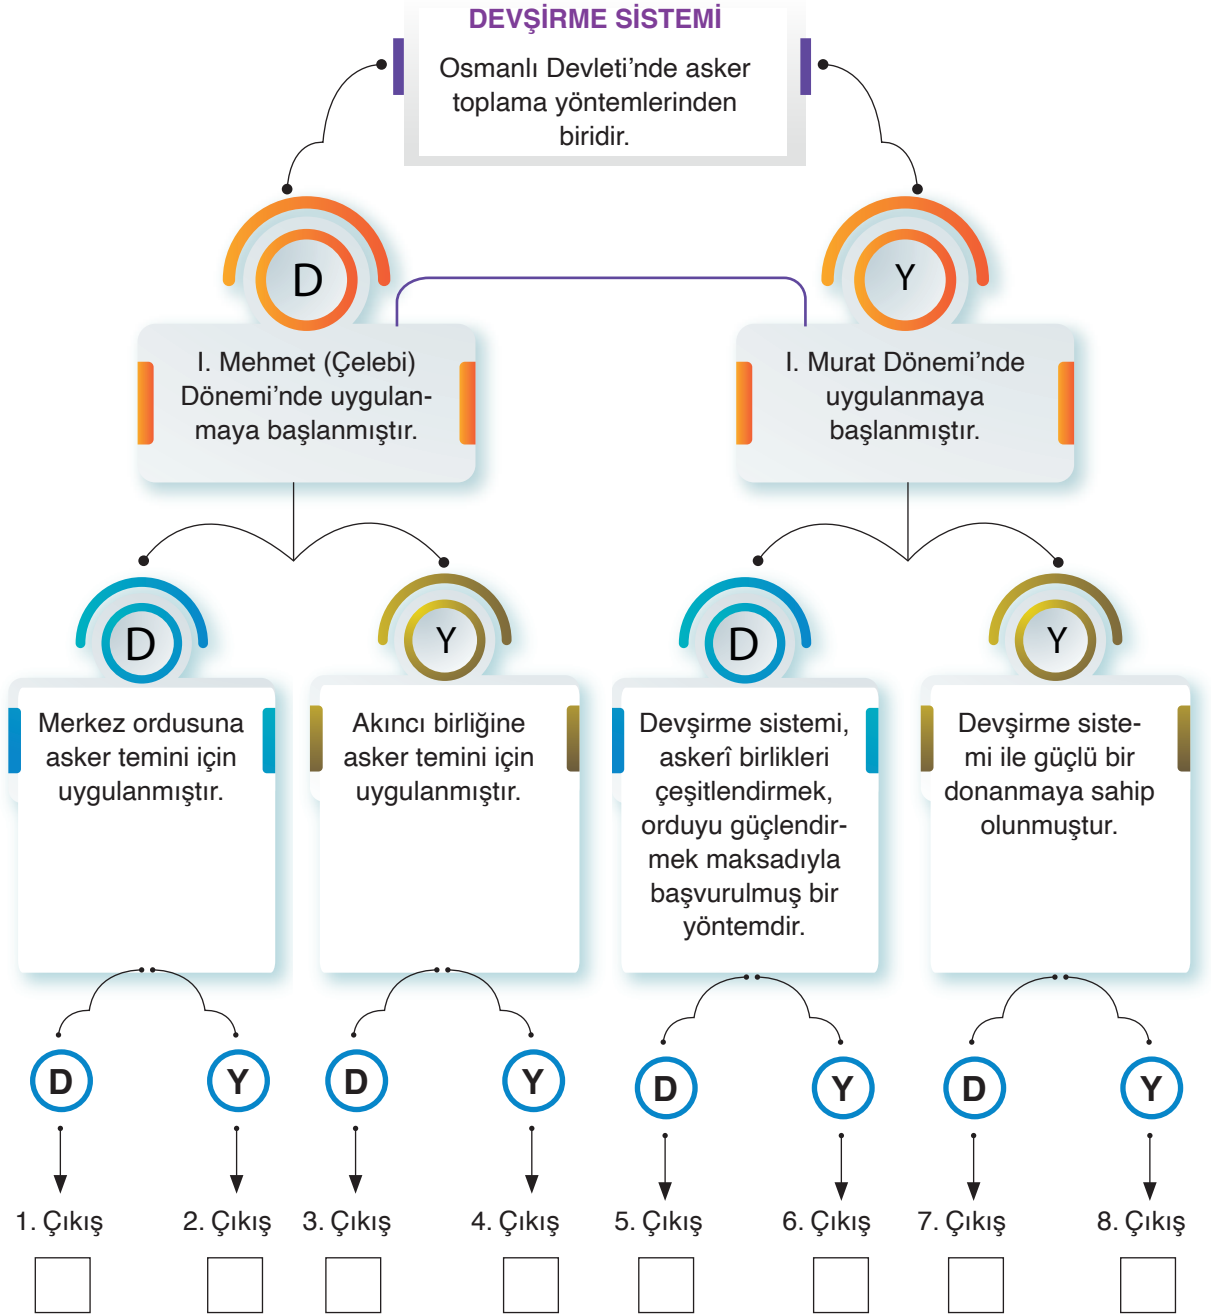 DEVŞİRME SİSTEMİ
Osmanlı Devleti’nde asker
toplama yöntemlerinden
biridir.
D
Y
I. Mehmet (Çelebi)
Dönemi’nde uygulan-
maya başlanmıştır.
I. Murat Dönemi’nde
uygulanmaya
başlanmıştır.
D
Y
D
Y
Merkez ordusuna
asker temini için
uygulanmıştır.
Akıncı birliğine
asker temini için
uygulanmıştır.
Devşirme sistemi,
askerî birlikleri
çeşitlendirmek,
orduyu güçlendir-
mek maksadıyla
başvurulmuş bir
yöntemdir.
Devşirme siste-
mi ile güçlü bir
donanmaya sahip
olunmuştur.
D
Y
D
Y
D
Y
D
Y
1. Çıkış
2. Çıkış
3. Çıkış
4. Çıkış
5. Çıkış
6. Çıkış
7. Çıkış
8. Çıkış